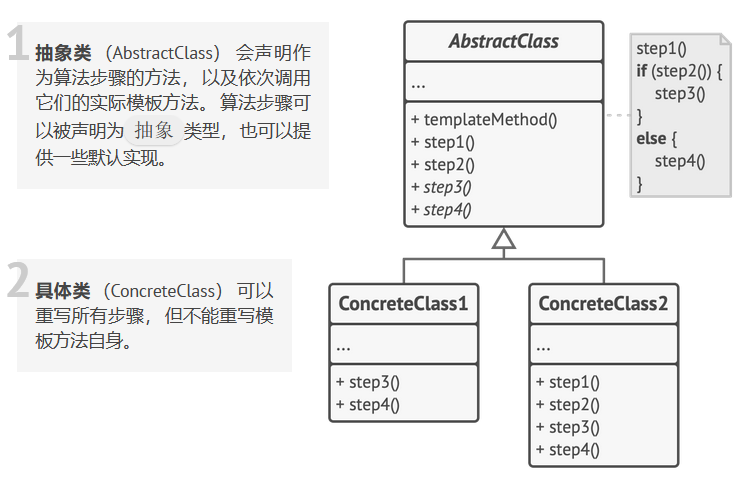 1
抽象类 （AbstractClass） 会声明作
为算法步骤的方法， 以及依次调用
它们的实际模板方法。 算法步骤可
以被声明为 抽象 类型， 也可以提
供一些默认实现。
AbstractClass
...
+ templateMethod()
+ step1()
+ step2()
+ step3()
+ step4()
step1()
if (step2()) {
step3()
}
else {
step4()
}
2
具体类 （ConcreteClass） 可以
重写所有步骤， 但不能重写模
板方法自身。
ConcreteClass1
...
+ step3()
+ step4()
ConcreteClass2
...
+ step1()
+ step2()
+ step3()
+ step4()